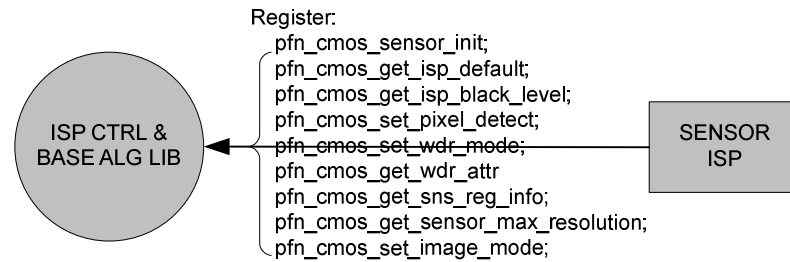 Register:
pfn_cmos_sensor_init;
pfn_cmos_get_isp_default;
pfn_cmos_get_isp_black_level;
pfn_cmos_set_pixel_detect;
pfn_cmos_set_wdr_mode;
pfn_cmos_get_wdr_attr
pfn_cmos_get_sns_reg_info;
pfn_cmos_get_sensor_max_resolution;
pfn_cmos_set_image_mode;
ISP CTRL &
BASE ALG LIB
SENSOR
ISP